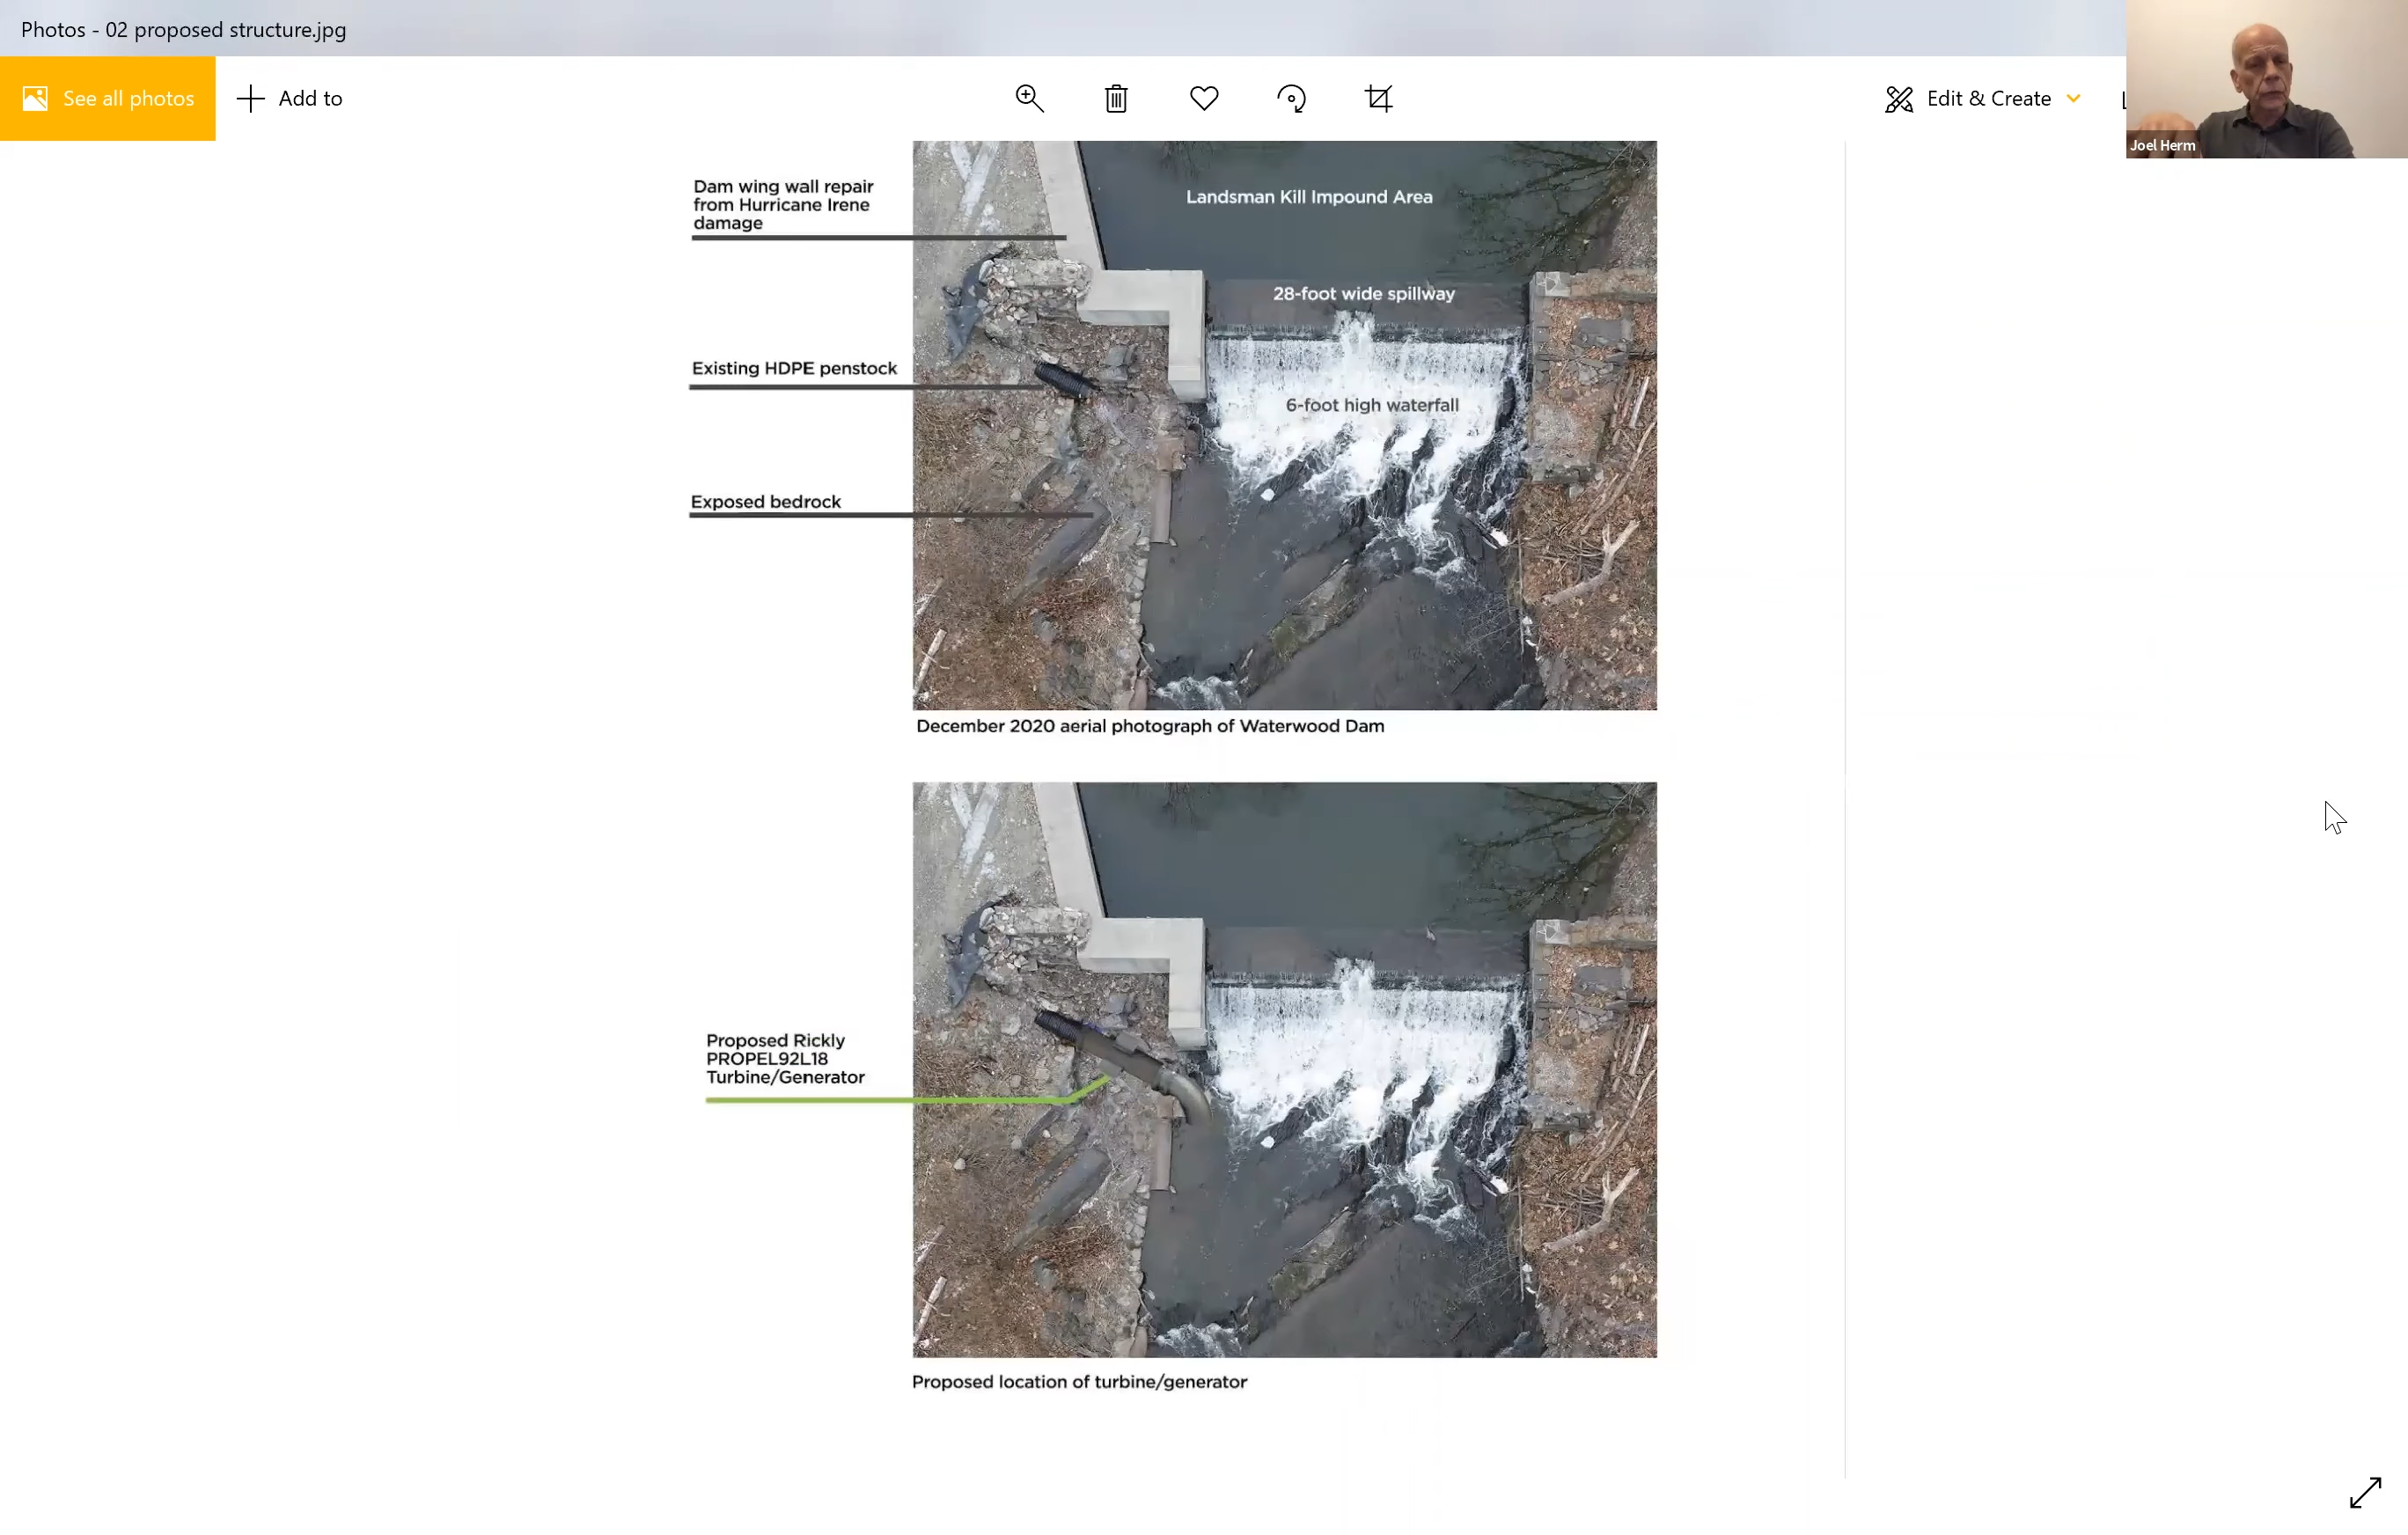 Photos - 02 proposed structure.jpg
See all photos
Add to
Edit & Create
Joel Herm
Dam wing wall repair
from Hurricane Irene
damage
Landsman Kill Impound Area
28-foot wide spillway
Existing HDPE penstock
6-foot high waterfall
Exposed bedrock
December 2020 aerial photograph of Waterwood Dam
Proposed Rickly
PROPEL92L18
Turbine/Generator
Proposed location of turbine/generator